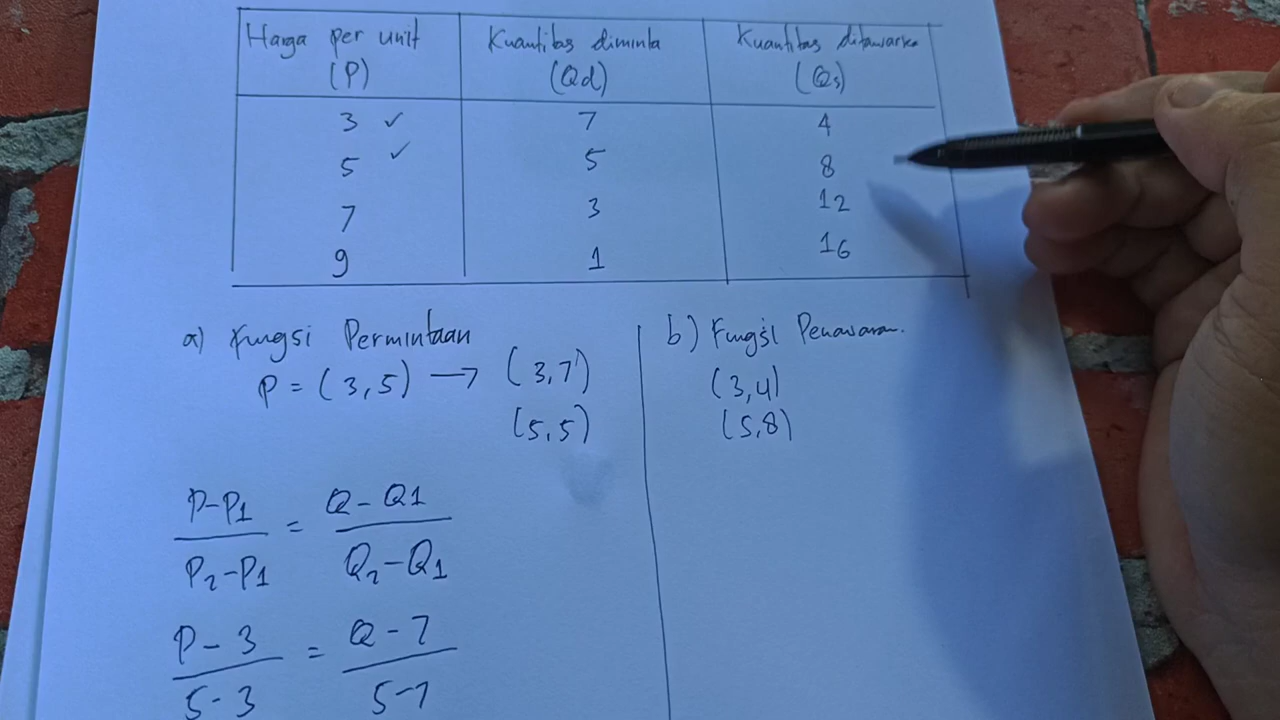 Harga per unit (P)
Kuantitas diminta (Qd)
Kuantitas ditawarka (Qs)
3 ✓ 7 4
5 ✓ 5 8
7 3 12
9 1 16
a) Fungsi Permintaan
P = (3,5) → (3,7)
(5,5)
P-P1 / P2-P1 = Q-Q1 / Q2-Q1
P-3 / 5-3 = Q-7 / 5-7
b) Fungsi Penawaran.
(3,4)
(5,8)